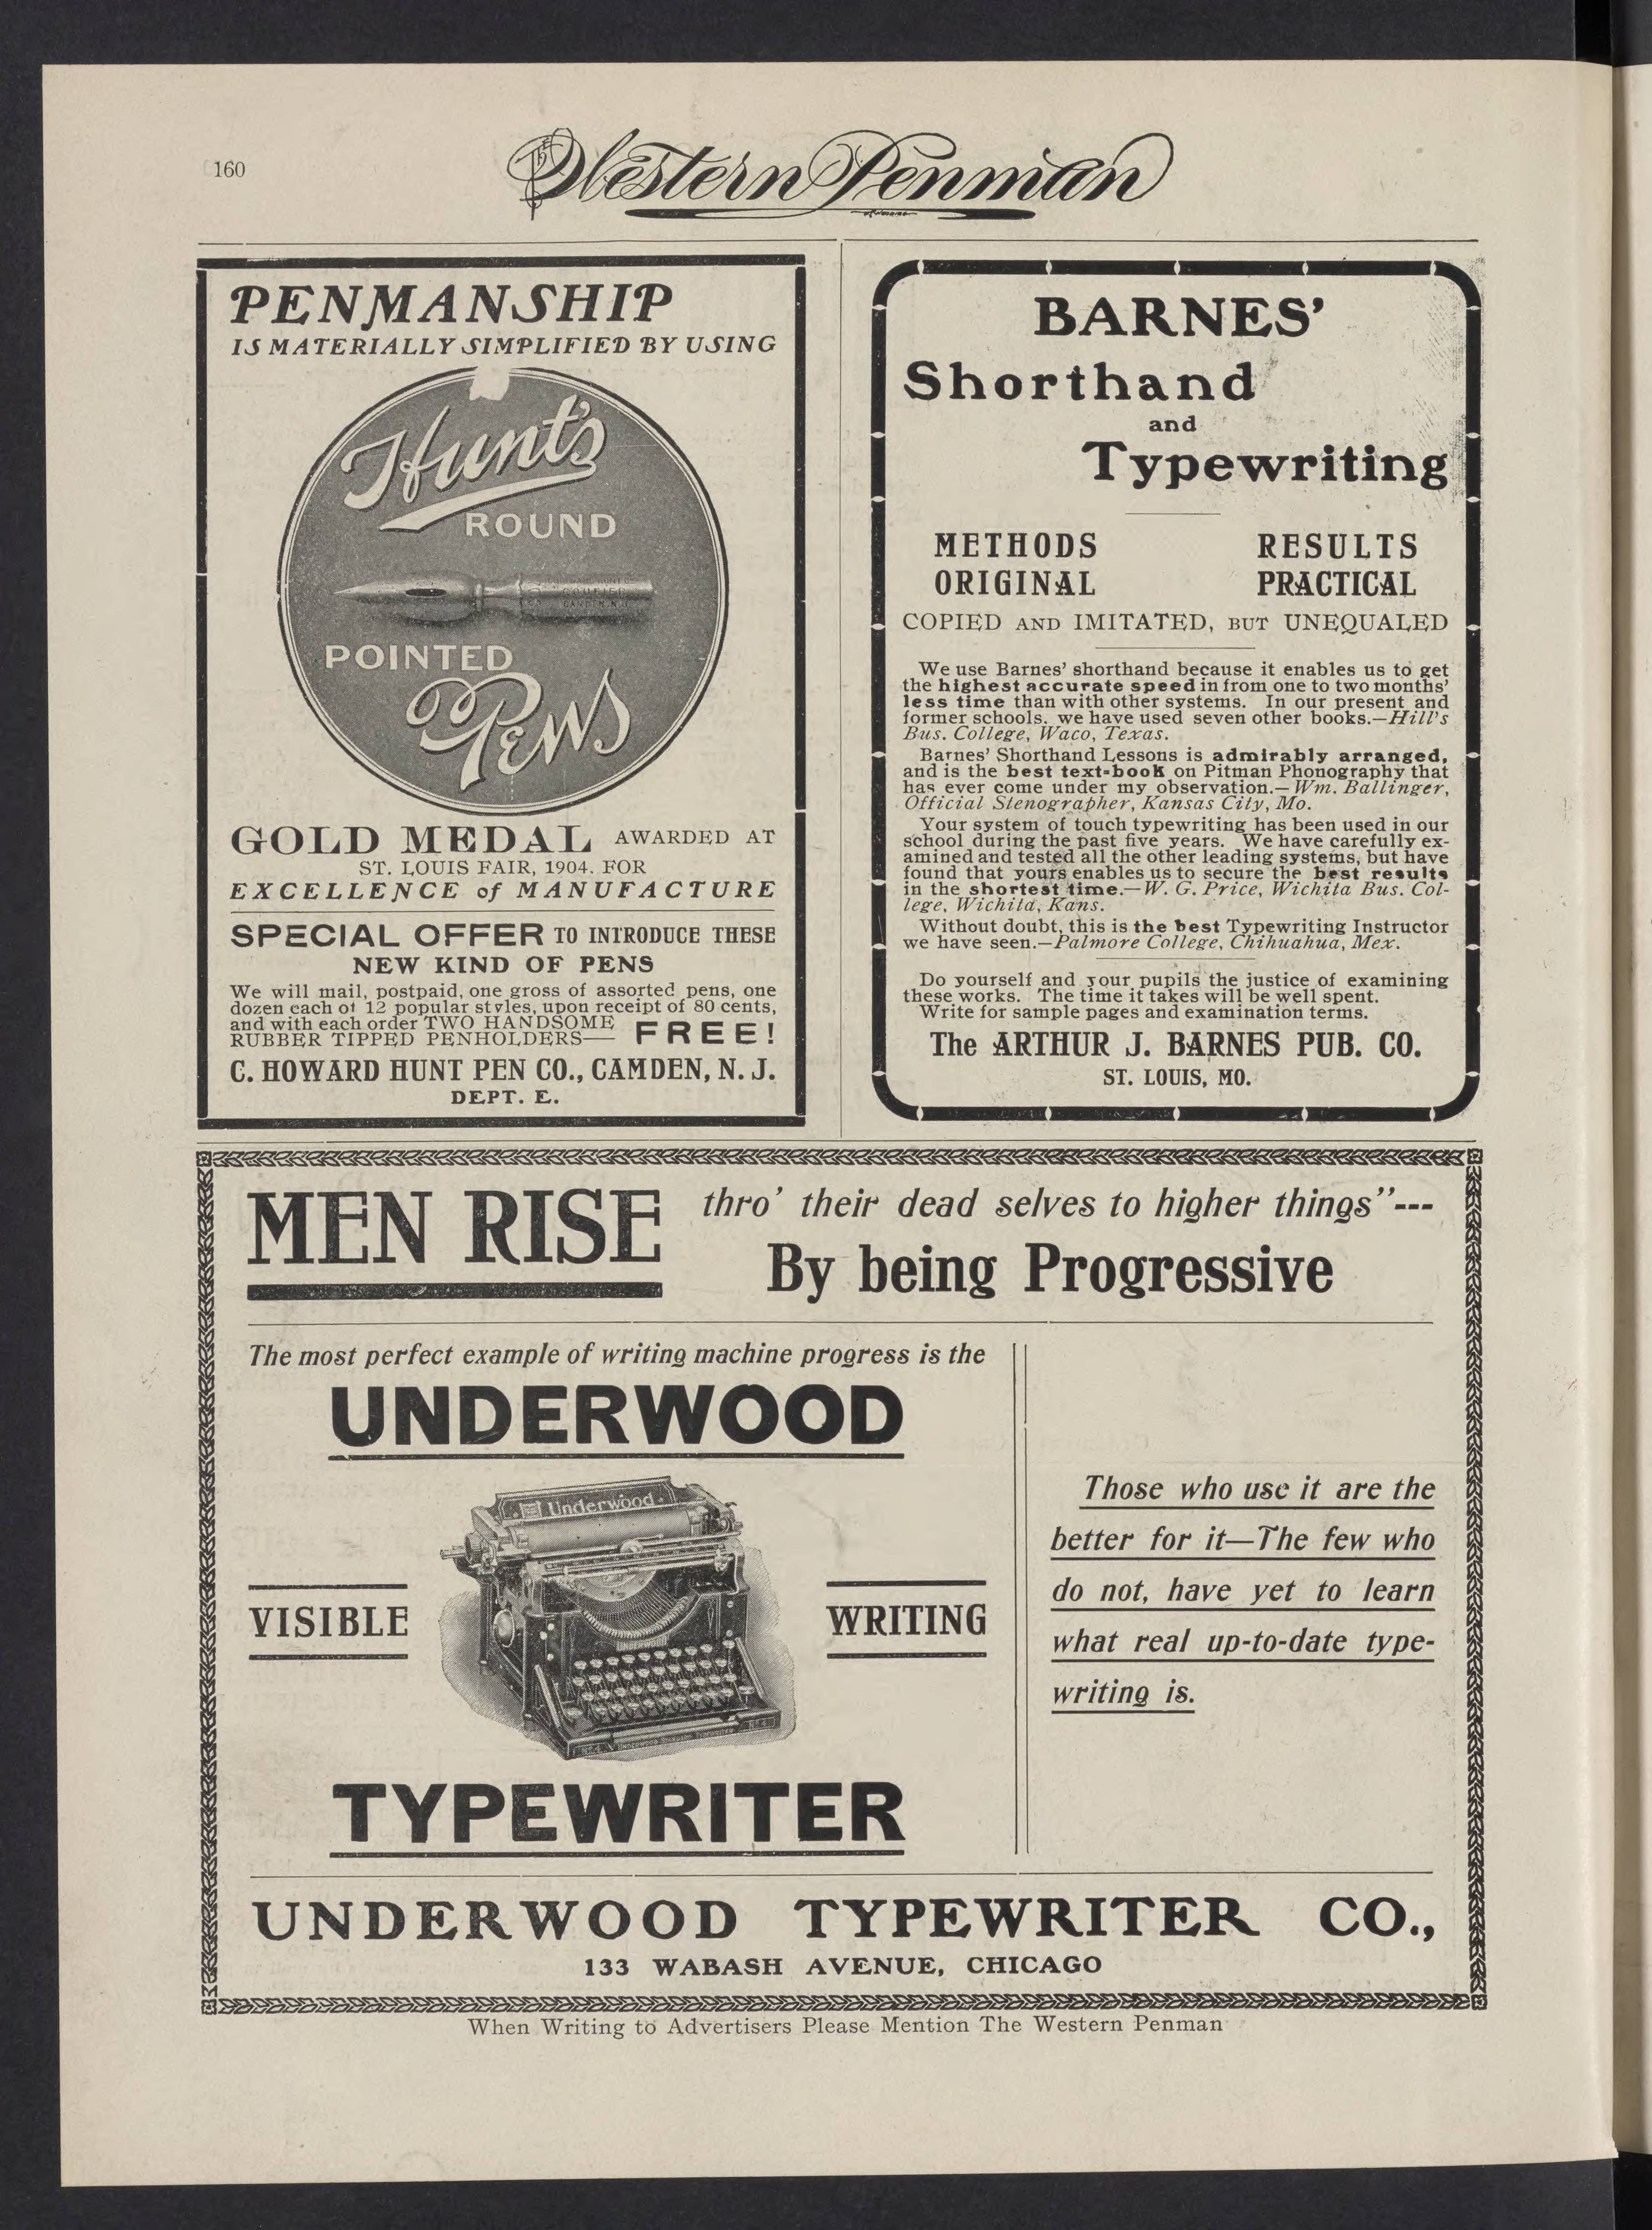 160
The Western Penman
PENMANSHIP
IS MATERIALLY SIMPLIFIED BY USING
Hunt's
ROUND
POINTED
PENS
GOLD MEDAL AWARDED AT
ST. LOUIS FAIR, 1904. FOR
EXCELLENCE of MANUFACTURE
SPECIAL OFFER TO INTRODUCE THESE
NEW KIND OF PENS
We will mail, postpaid, one gross of assorted pens, one
dozen each of 12 popular styles, upon receipt of 80 cents,
and with each order TWO HANDSOME
RUBBER TIPPED PENHOLDERS— FREE!
C. HOWARD HUNT PEN CO., CAMDEN, N. J.
DEPT. E.
BARNES'
Shorthand
and
Typewriting
METHODS RESULTS
ORIGINAL PRACTICAL
COPIED AND IMITATED, BUT UNEQUALED
We use Barnes' shorthand because it enables us to get
the highest accurate speed in from one to two months'
less time than with other systems. In our present and
former schools, we have used seven other books.—Hill's
Bus. College, Waco, Texas.
Barnes' Shorthand Lessons is admirably arranged,
and is the best text-book on Pitman Phonography that
has ever come under my observation.—Wm. Ballinger,
Official Stenographer, Kansas City, Mo.
Your system of touch typewriting has been used in our
school during the past five years. We have carefully ex-
amined and tested all the other leading systems, but have
found that yours enables us to secure the best results
in the shortest time.—W. G. Price, Wichita Bus. Col-
lege, Wichita, Kans.
Without doubt, this is the best Typewriting Instructor
we have seen.—Palmore College, Chihuahua, Mex.
Do yourself and your pupils the justice of examining
these works. The time it takes will be well spent.
Write for sample pages and examination terms.
The ARTHUR J. BARNES PUB. CO.
ST. LOUIS, MO.
MEN RISE thro' their dead selves to higher things"---
By being Progressive
The most perfect example of writing machine progress is the
UNDERWOOD
Underwood
VISIBLE WRITING
TYPEWRITER
Those who use it are the
better for it—The few who
do not, have yet to learn
what real up-to-date type-
writing is.
UNDERWOOD TYPEWRITER CO.,
133 WABASH AVENUE, CHICAGO
When Writing to Advertisers Please Mention The Western Penman